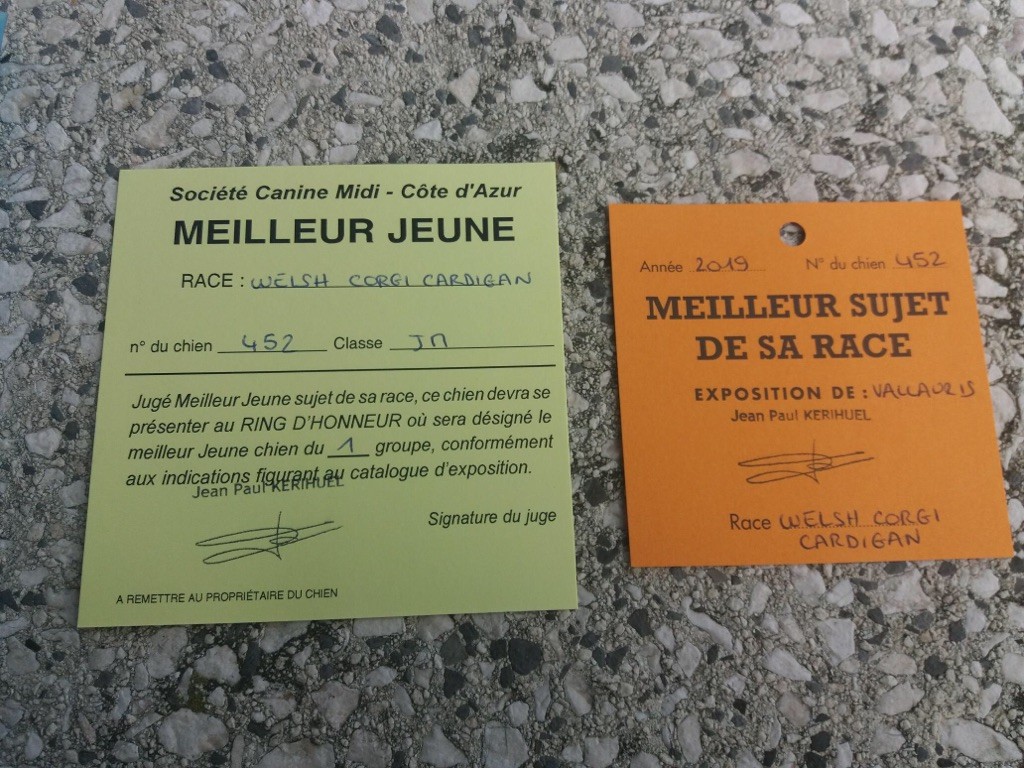 Société Canine Midi - Côte d'Azur
MEILLEUR JEUNE
RACE : WELSH CORGI CARDIGAN
n° du chien 452 Classe JM
Jugé Meilleur Jeune sujet de sa race, ce chien devra se
présenter au RING D'HONNEUR où sera désigné le
meilleur Jeune chien du 1 groupe, conformément
aux indications figurant au catalogue d'exposition.
Jean Paul KERIHUEL
Signature du juge
A REMETTRE AU PROPRIÉTAIRE DU CHIEN
Année 2019 N° du chien 452
MEILLEUR SUJET
DE SA RACE
EXPOSITION DE : VALLAURIS
Jean Paul KERIHUEL
Race WELSH CORGI
CARDIGAN